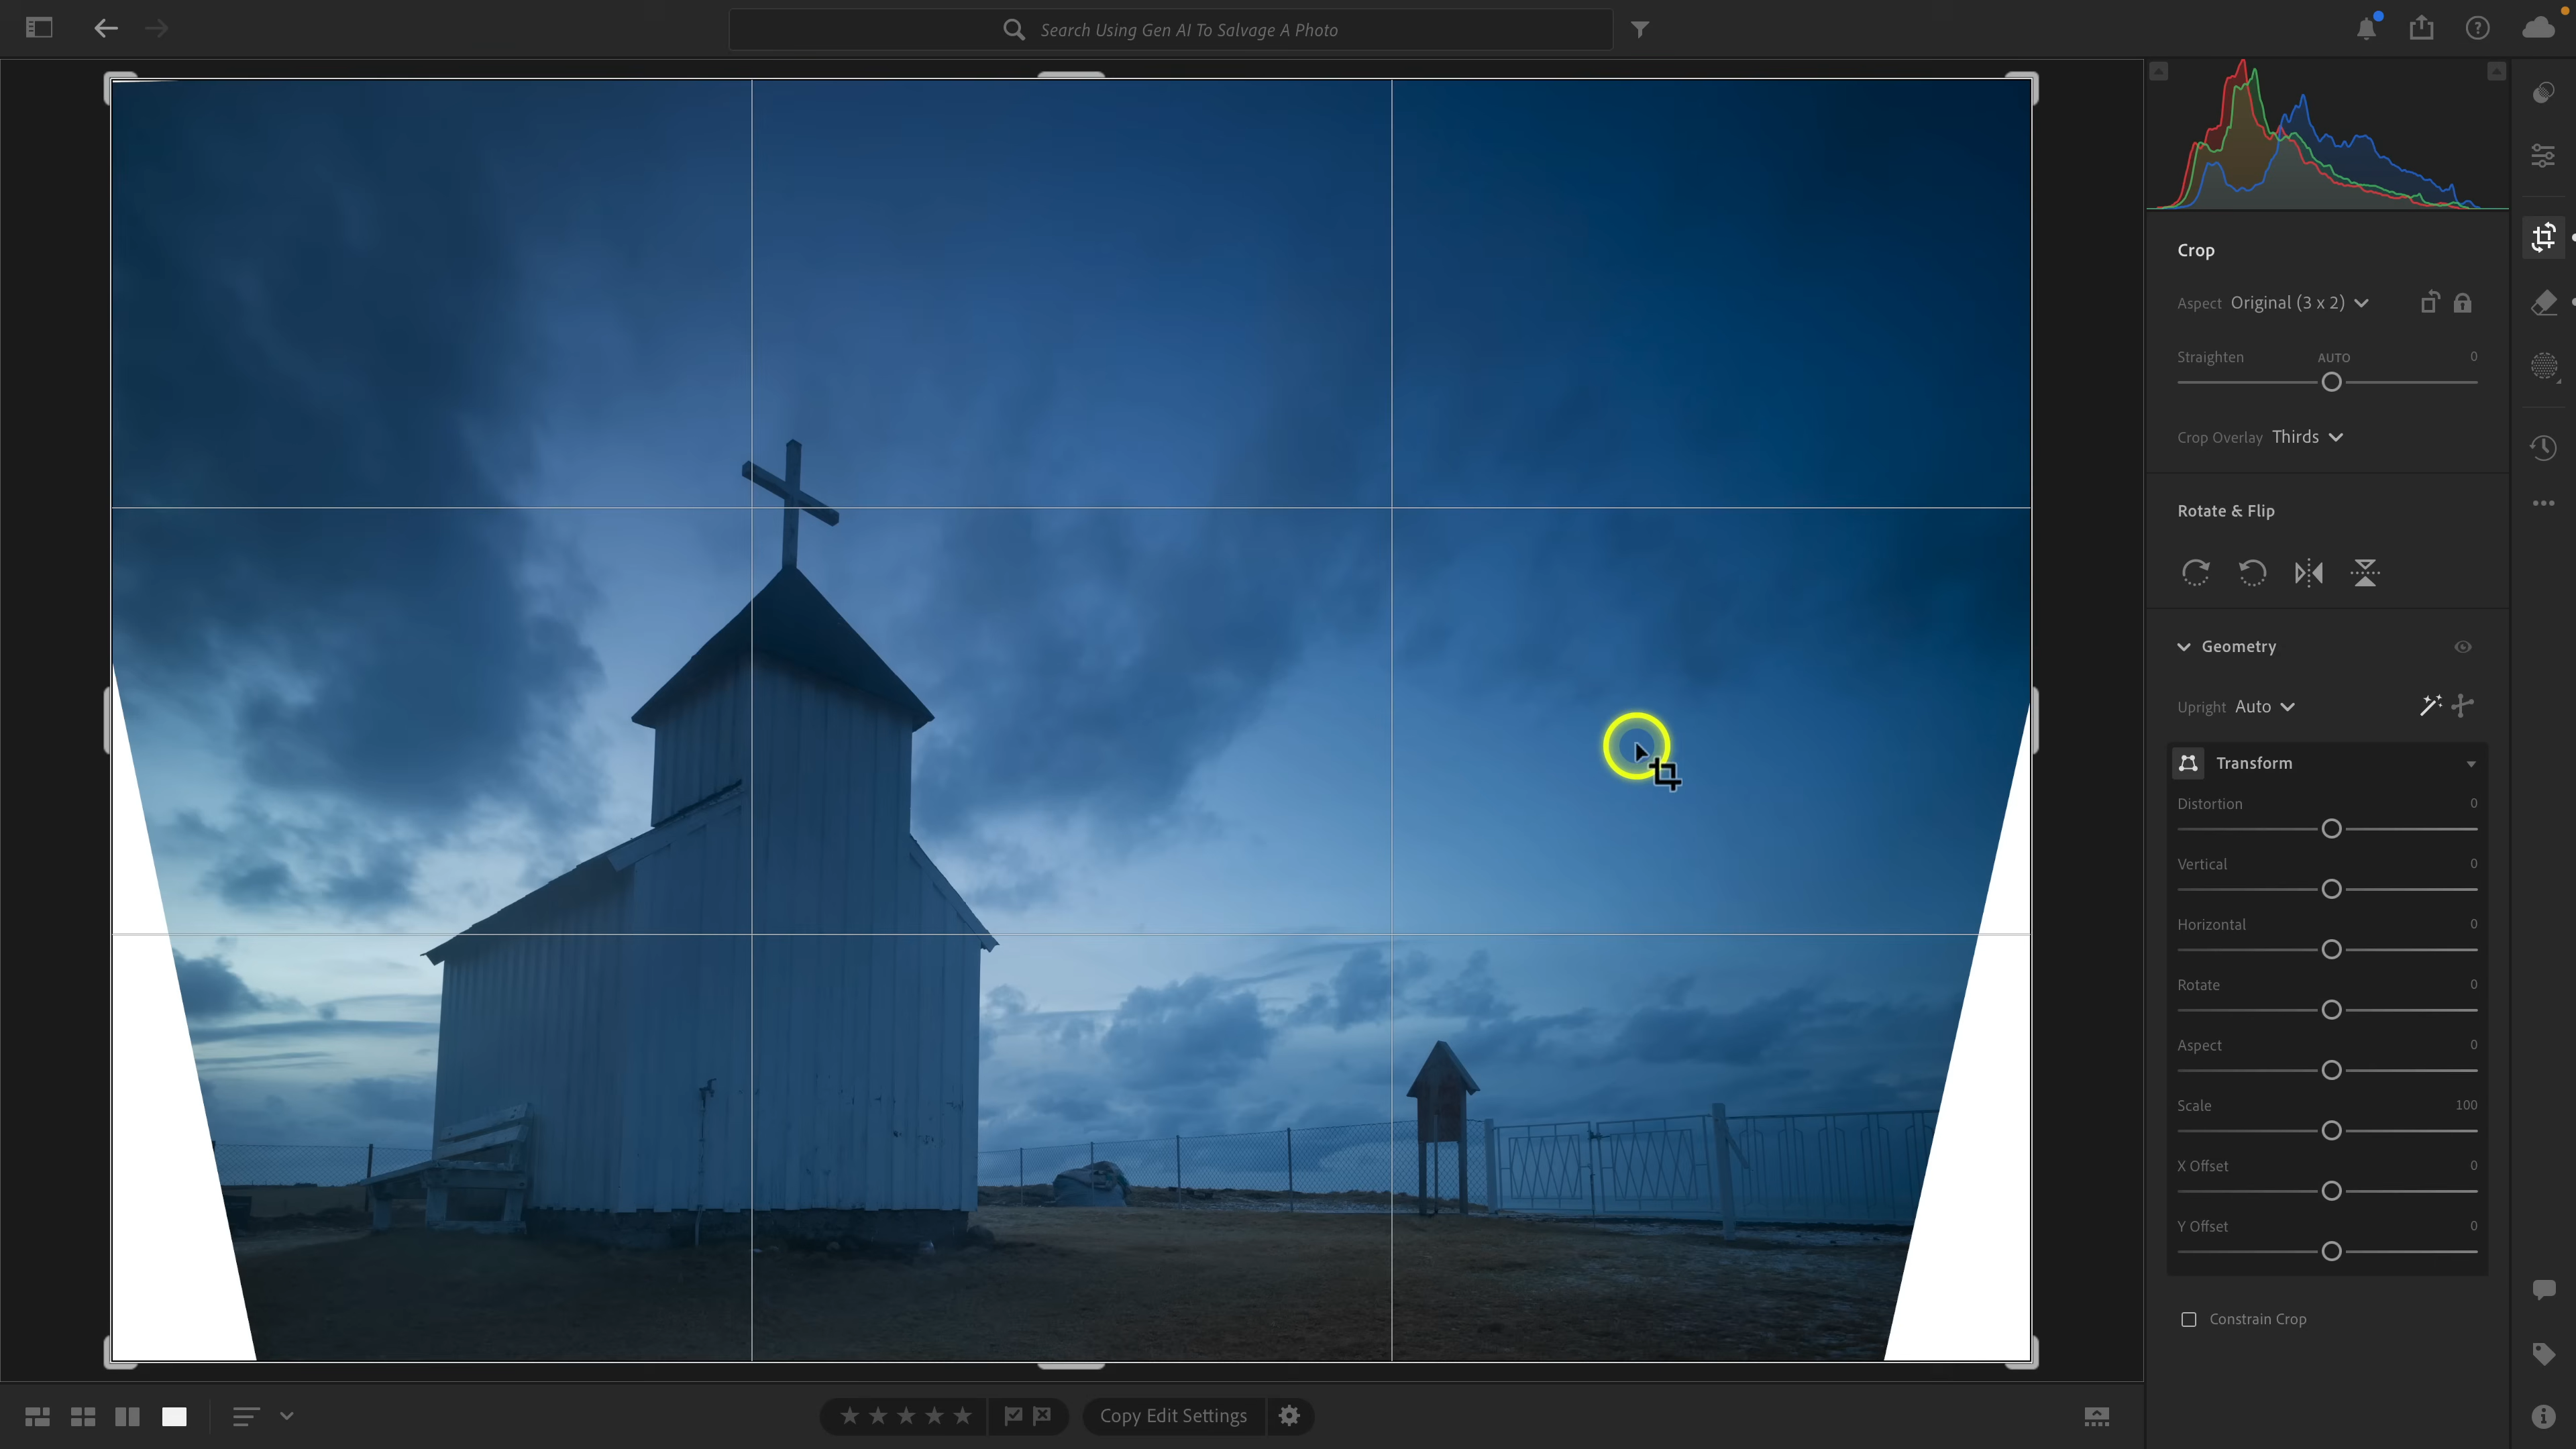 Search Using Gen AI To Salvage A Photo
Crop
Aspect Original (3 x 2)
Straighten AUTO 0
Crop Overlay Thirds
Rotate & Flip
Geometry
Upright Auto
Transform
Distortion 0
Vertical 0
Horizontal 0
Rotate 0
Aspect 0
Scale 100
X Offset 0
Y Offset 0
Constrain Crop
Copy Edit Settings